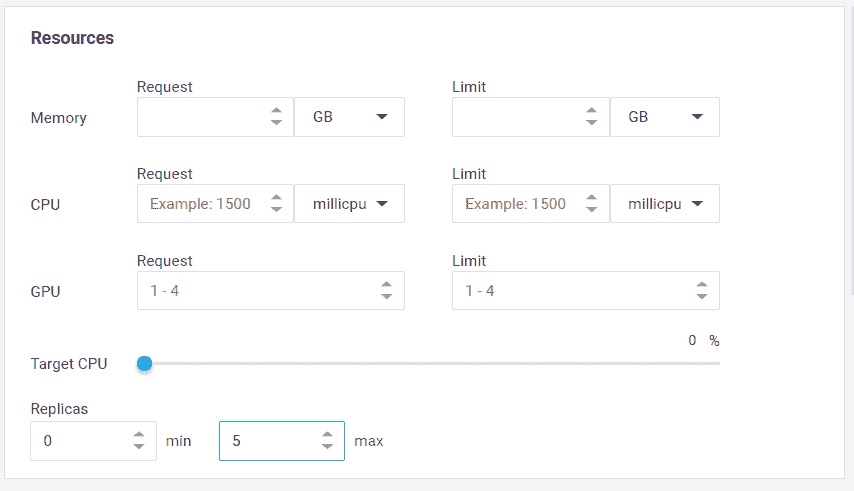 Resources
Request Limit
Memory GB GB
Request Limit
CPU Example: 1500 millicpu Example: 1500 millicpu
Request Limit
GPU 1 - 4 1 - 4
0 %
Target CPU
Replicas
0 min 5 max